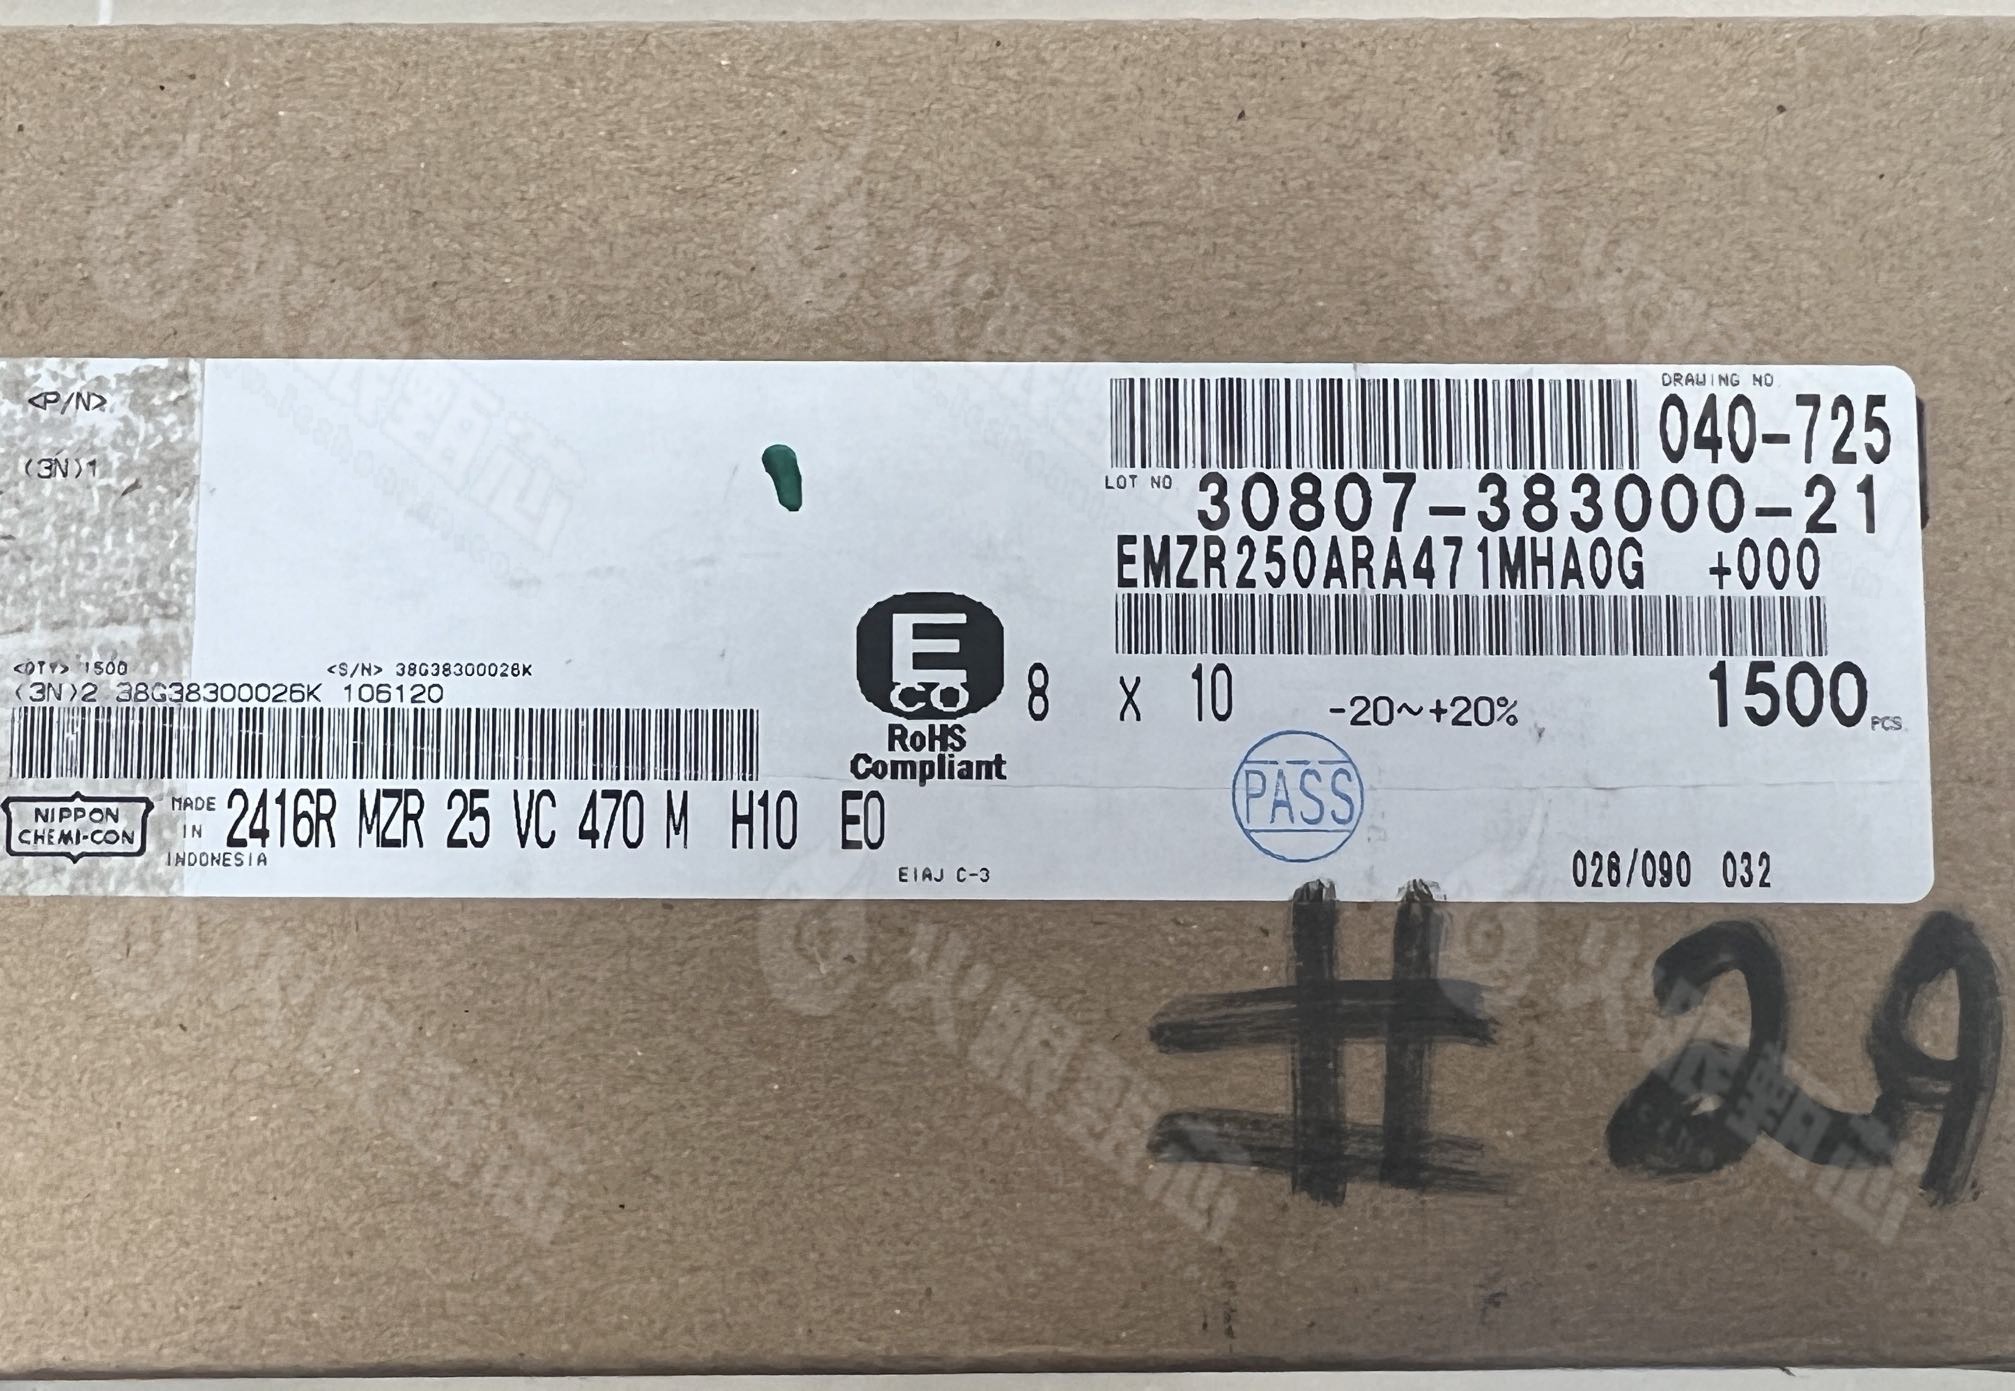 <P/N>
(3N)1
DRAWING NO
040-725
LOT NO 30807-383000-21
EMZR250ARA471MHA0G +000
<QTY> 1500 <S/N> 38G38300026K
(3N)2 38G38300026K 106120
E
CO
RoHS
Compliant
8 X 10 -20~+20% 1500 PCS.
PASS
NIPPON
CHEMI-CON
MADE
IN
INDONESIA
2416R MZR 25 VC 470 M H10 E0
EIAJ C-3
026/090 032
#29